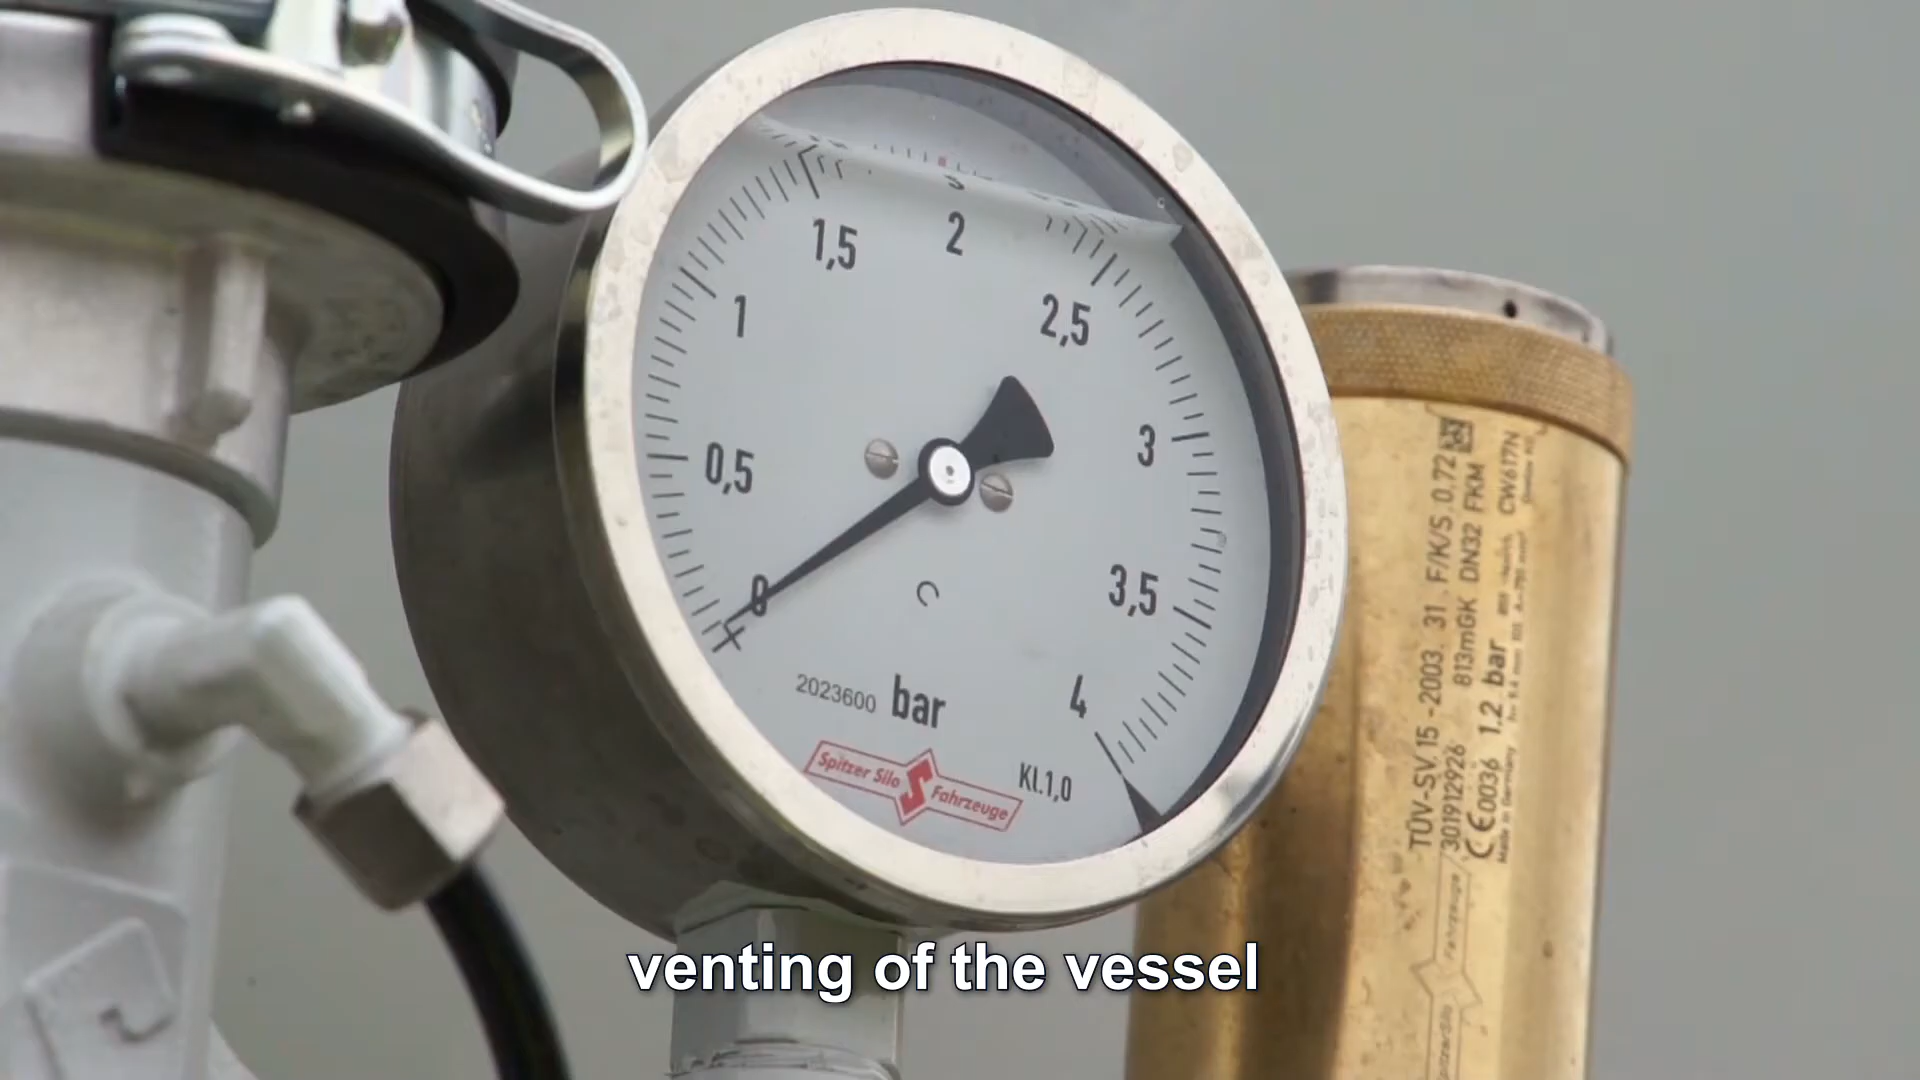 0
0,5
1
1,5
2
2,5
3
3,5
4
2023600 bar
Kl.1,0
Spitzer Silo Fahrzeuge
TÜV-SV. 15 -2003. 31. F/K/S.0.72
301912926 813mGK DN32 FKM
CE0036 1.2 bar
CW617N
Made in Germany
venting of the vessel